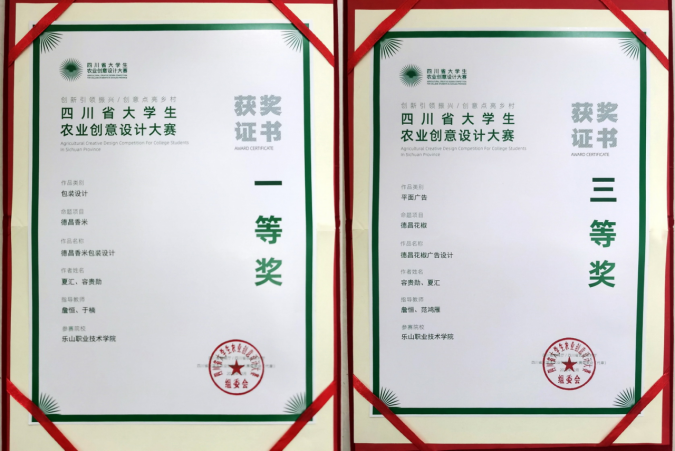 四川省大学生
农业创意设计大赛
创新引领振兴/创意点亮乡村
四川省大学生
农业创意设计大赛
Agricultural Creative Design Competition For College Students
in Sichuan Province
获奖
证书
AWARD CERTIFICATE
作品类别
包装设计
命题项目
德昌香米
作品名称
德昌香米包装设计
作者姓名
夏汇、容贵勋
指导教师
詹恒、于楠
参赛院校
乐山职业技术学院
一等奖
组委会
四川省大学生
农业创意设计大赛
创新引领振兴/创意点亮乡村
四川省大学生
农业创意设计大赛
Agricultural Creative Design Competition For College Students
in Sichuan Province
获奖
证书
AWARD CERTIFICATE
作品类别
平面广告
命题项目
德昌花椒
作品名称
德昌花椒广告设计
作者姓名
容贵勋、夏汇
指导教师
詹恒、范鸿雁
参赛院校
乐山职业技术学院
三等奖
组委会